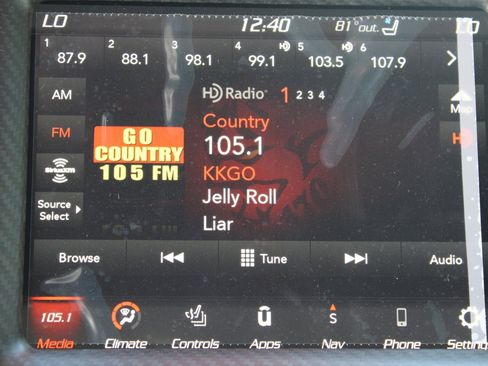 LO 12:40 81° out. LO
1 2 3 4 5 6
87.9 88.1 98.1 99.1 HD 103.5 HD 107.9
AM
HD Radio 1 2 3 4
Map
FM
Country
HD
GO
COUNTRY
105 FM
105.1
SiriusXM
KKGO
Source
Select
Jelly Roll
Liar
Browse Tune Audio
105.1 S
Media Climate Controls Apps Nav Phone Settings